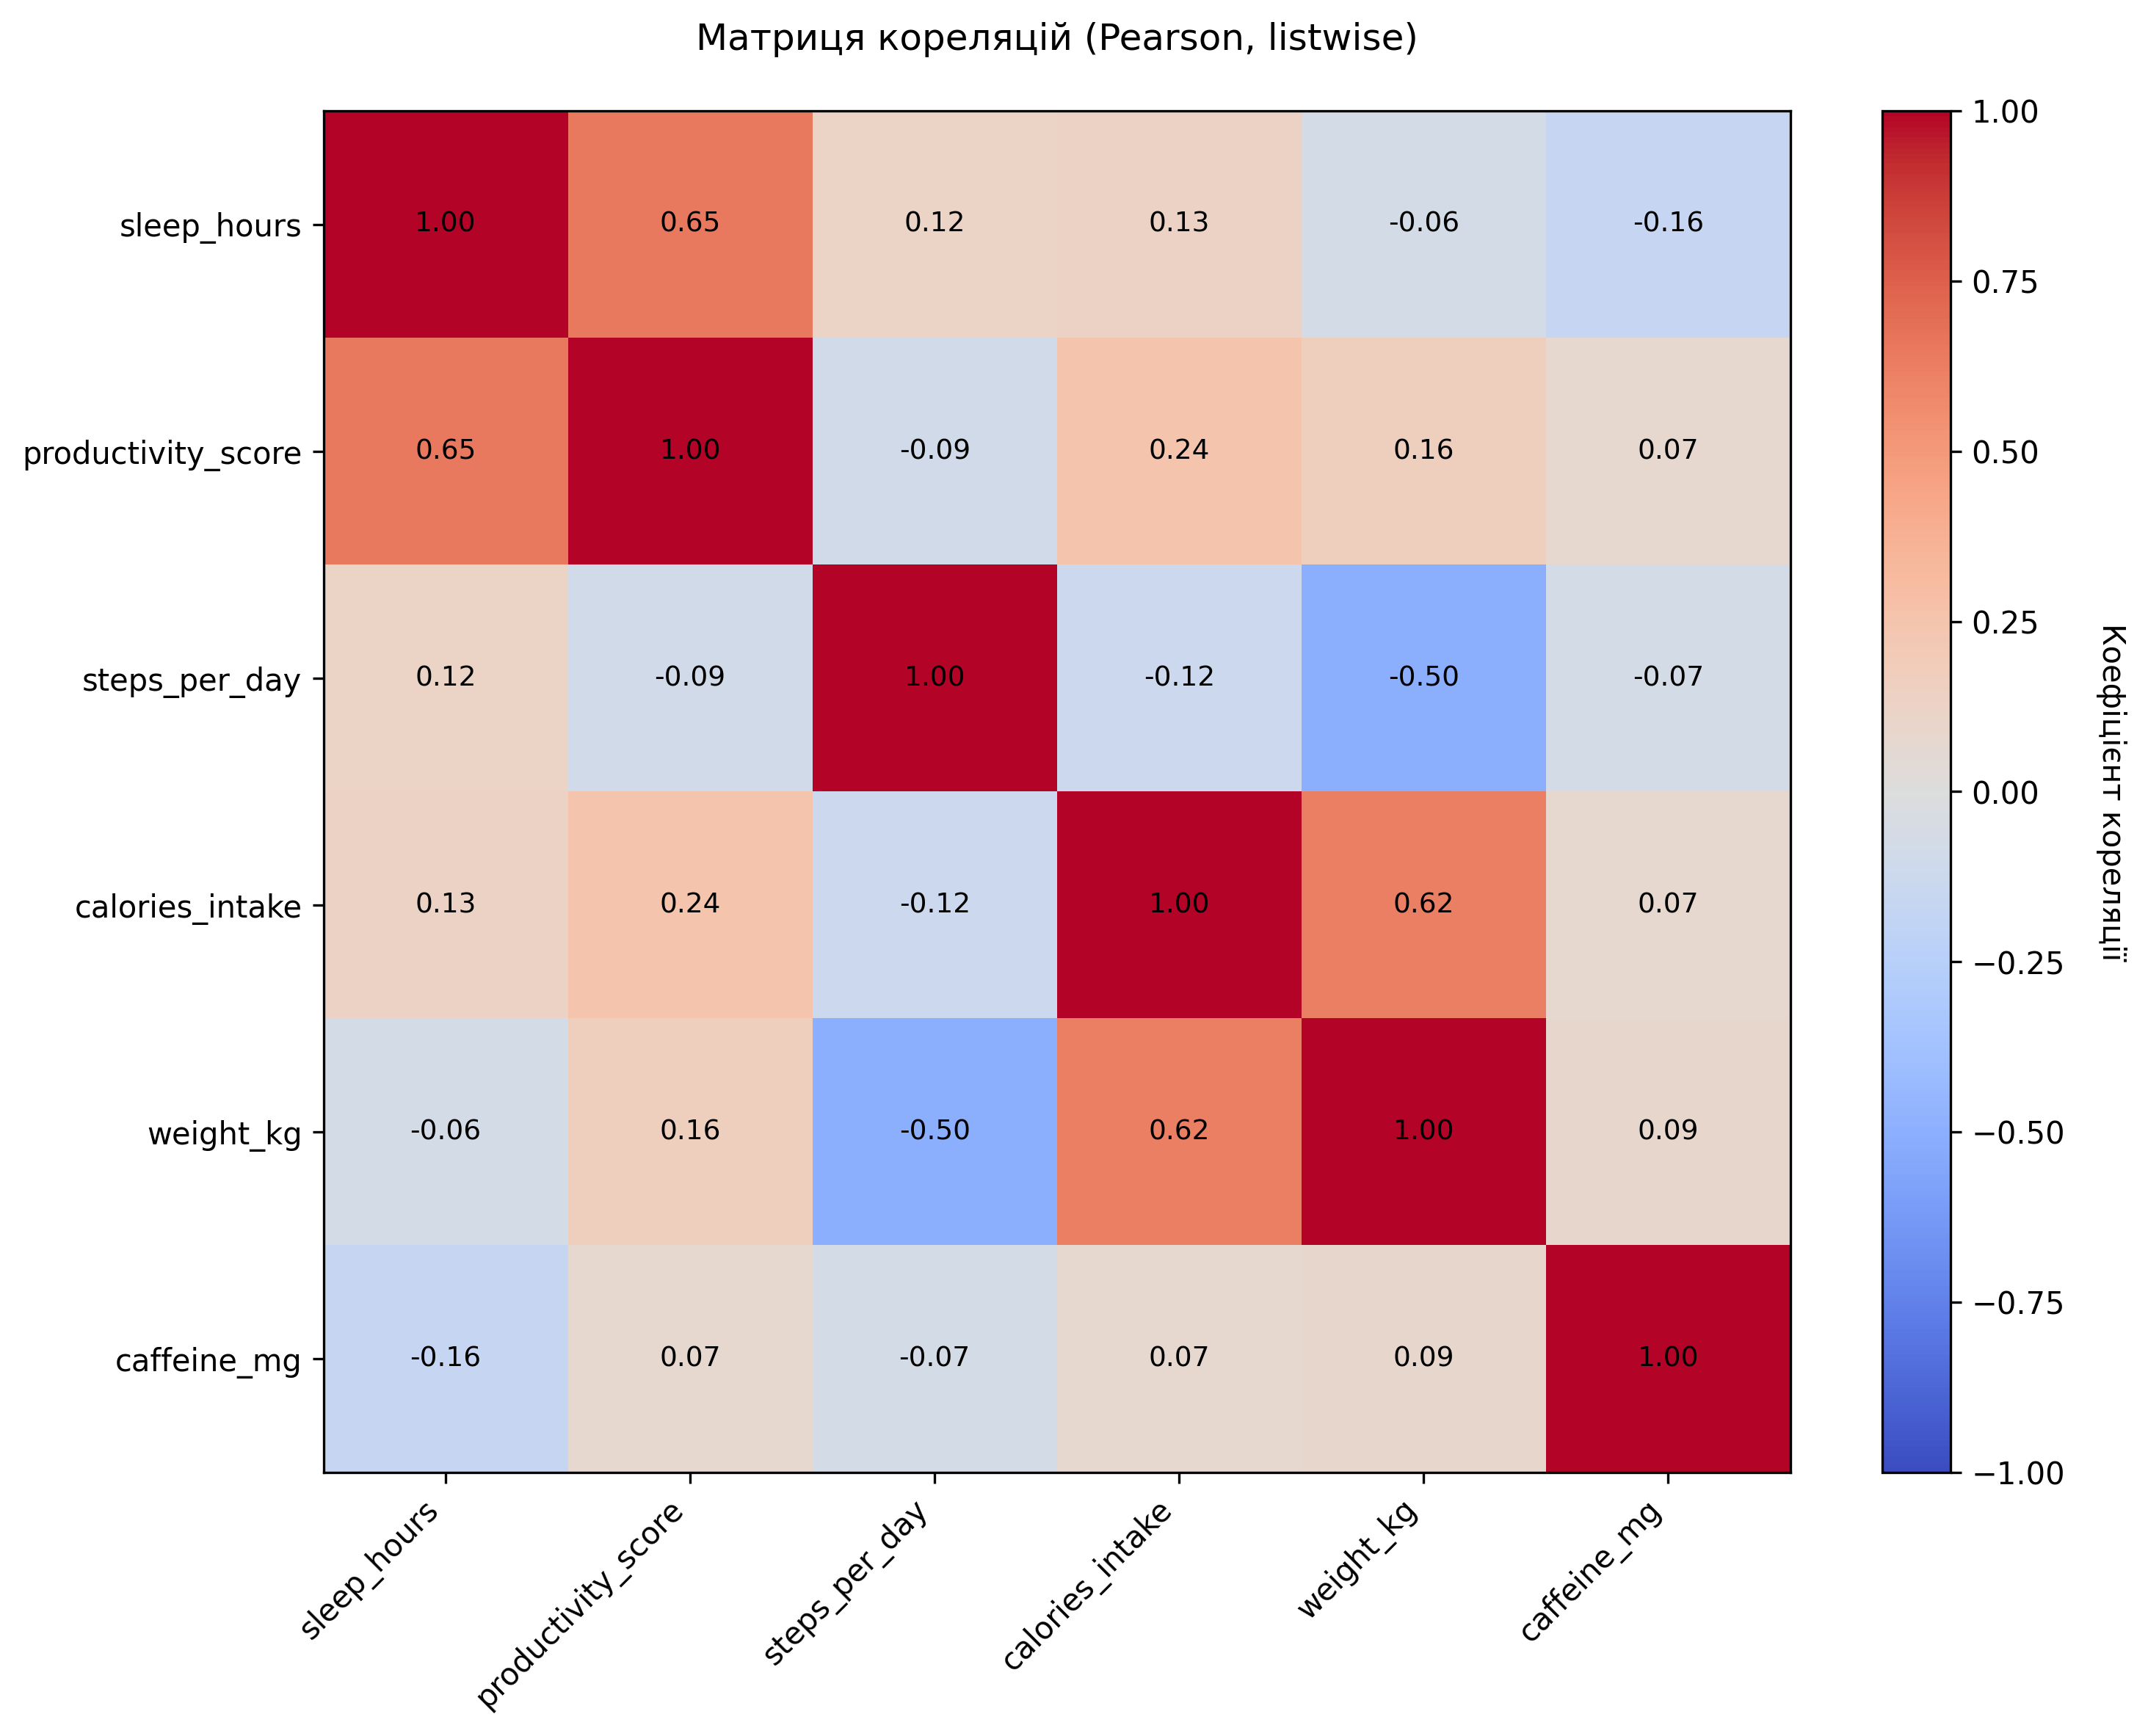 Матриця кореляцій (Pearson, listwise)
sleep_hours 1.00 0.65 0.12 0.13 -0.06 -0.16
productivity_score 0.65 1.00 -0.09 0.24 0.16 0.07
steps_per_day 0.12 -0.09 1.00 -0.12 -0.50 -0.07
calories_intake 0.13 0.24 -0.12 1.00 0.62 0.07
weight_kg -0.06 0.16 -0.50 0.62 1.00 0.09
caffeine_mg -0.16 0.07 -0.07 0.07 0.09 1.00
sleep_hours productivity_score steps_per_day calories_intake weight_kg caffeine_mg
1.00
0.75
0.50
0.25
0.00
−0.25
−0.50
−0.75
−1.00
Коефіцієнт кореляції